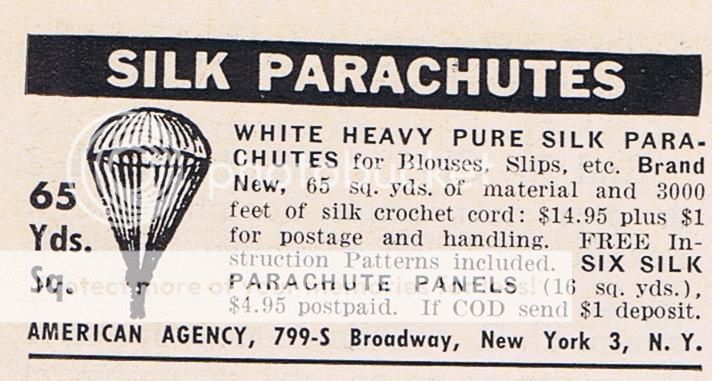 SILK PARACHUTES
WHITE HEAVY PURE SILK PARA-
CHUTES for Blouses, Slips, etc. Brand
New, 65 sq. yds. of material and 3000
feet of silk crochet cord: $14.95 plus $1
for postage and handling. FREE In-
struction Patterns included. SIX SILK
PARACHUTE PANELS (16 sq. yds.),
$4.95 postpaid. If COD send $1 deposit.
65
Yds.
Sq.
AMERICAN AGENCY, 799-S Broadway, New York 3, N. Y.
photobucket